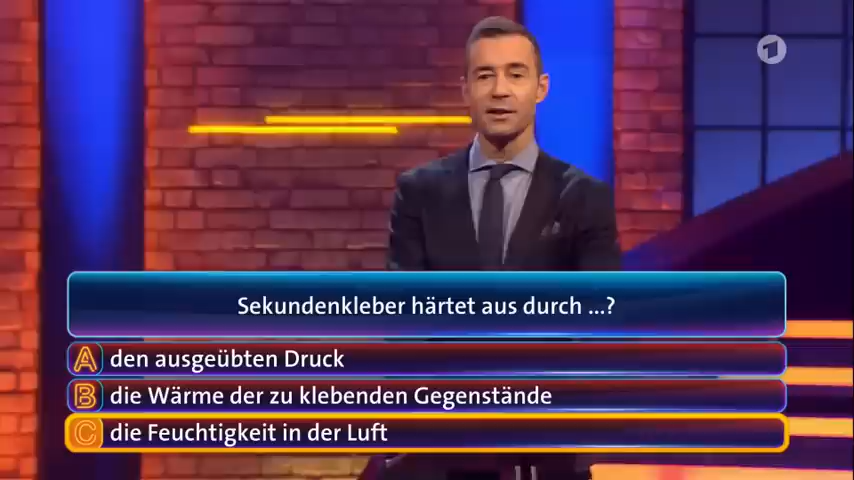 1
Sekundenkleber härtet aus durch ...?
A den ausgeübten Druck
B die Wärme der zu klebenden Gegenstände
C die Feuchtigkeit in der Luft